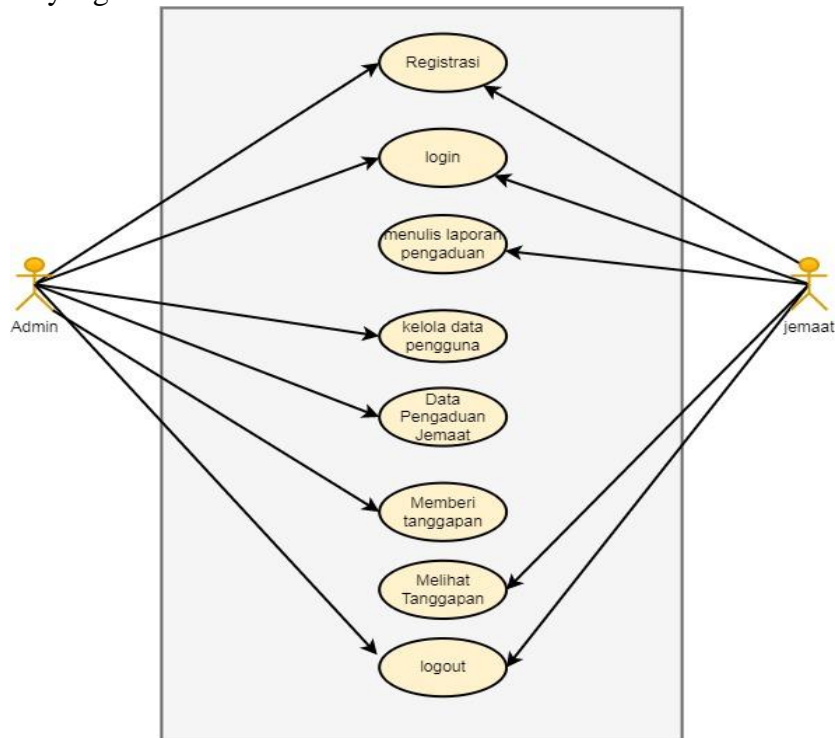 Registrasi
login
menulis laporan
pengaduan
Admin
jemaat
kelola data
pengguna
Data
Pengaduan
Jemaat
Memberi
tanggapan
Melihat
Tanggapan
logout